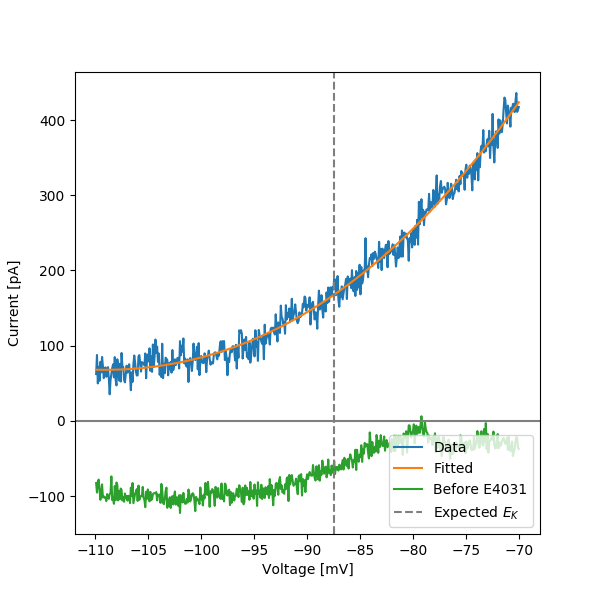 400
300
200
100
0
−100
−110 −105 −100 −95 −90 −85 −80 −75 −70
Current [pA]
Voltage [mV]
Data
Fitted
Before E4031
Expected E_K